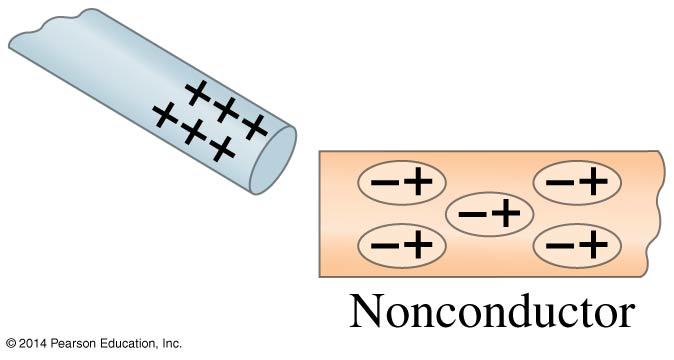 +++
+++
−+ −+
−+
−+ −+
Nonconductor
© 2014 Pearson Education, Inc.